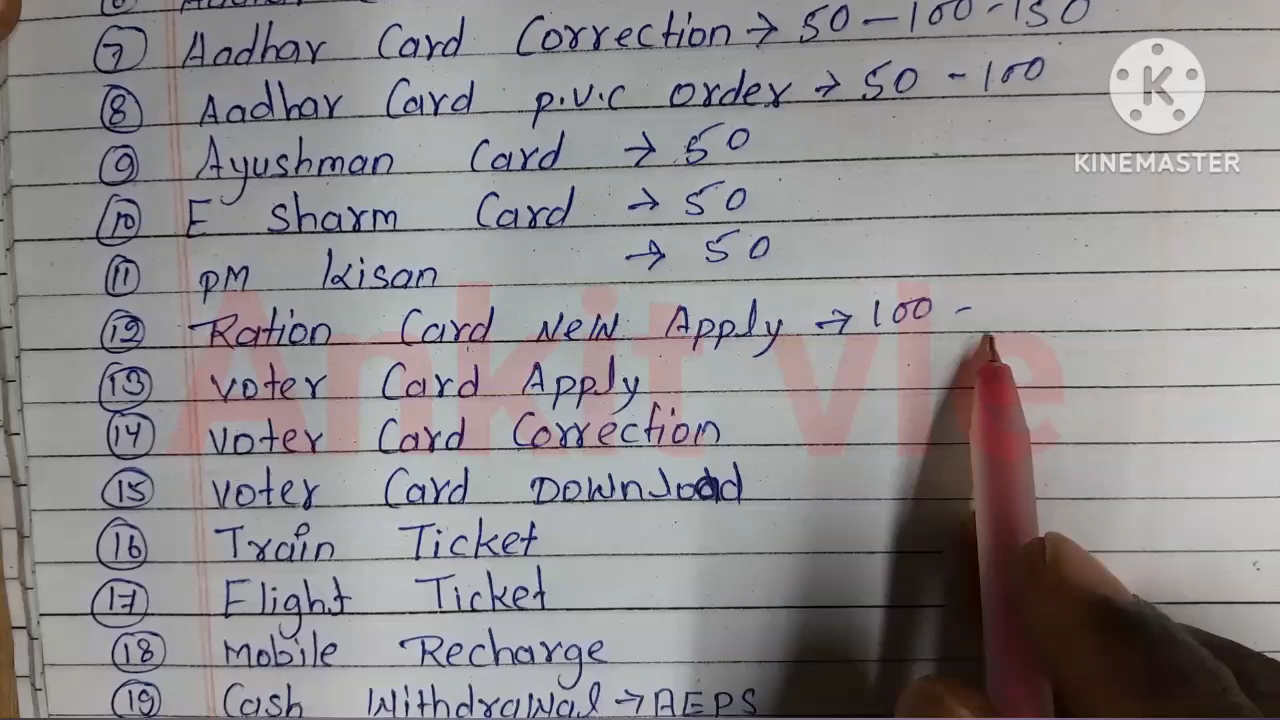 ⑦ Aadhar Card Correction → 50 – 100 - 150
⑧ Aadhar Card p.v.c order → 50 - 100
⑨ Ayushman Card → 50
⑩ E Sharm Card → 50
⑪ PM Kisan → 50
⑫ Ration Card New Apply → 100 -
⑬ Voter Card Apply
⑭ Voter Card Correction
⑮ Voter Card Download
⑯ Train Ticket
⑰ Flight Ticket
⑱ Mobile Recharge
⑲ Cash Withdrawal → AEPS
K
KINEMASTER
Ankit vle